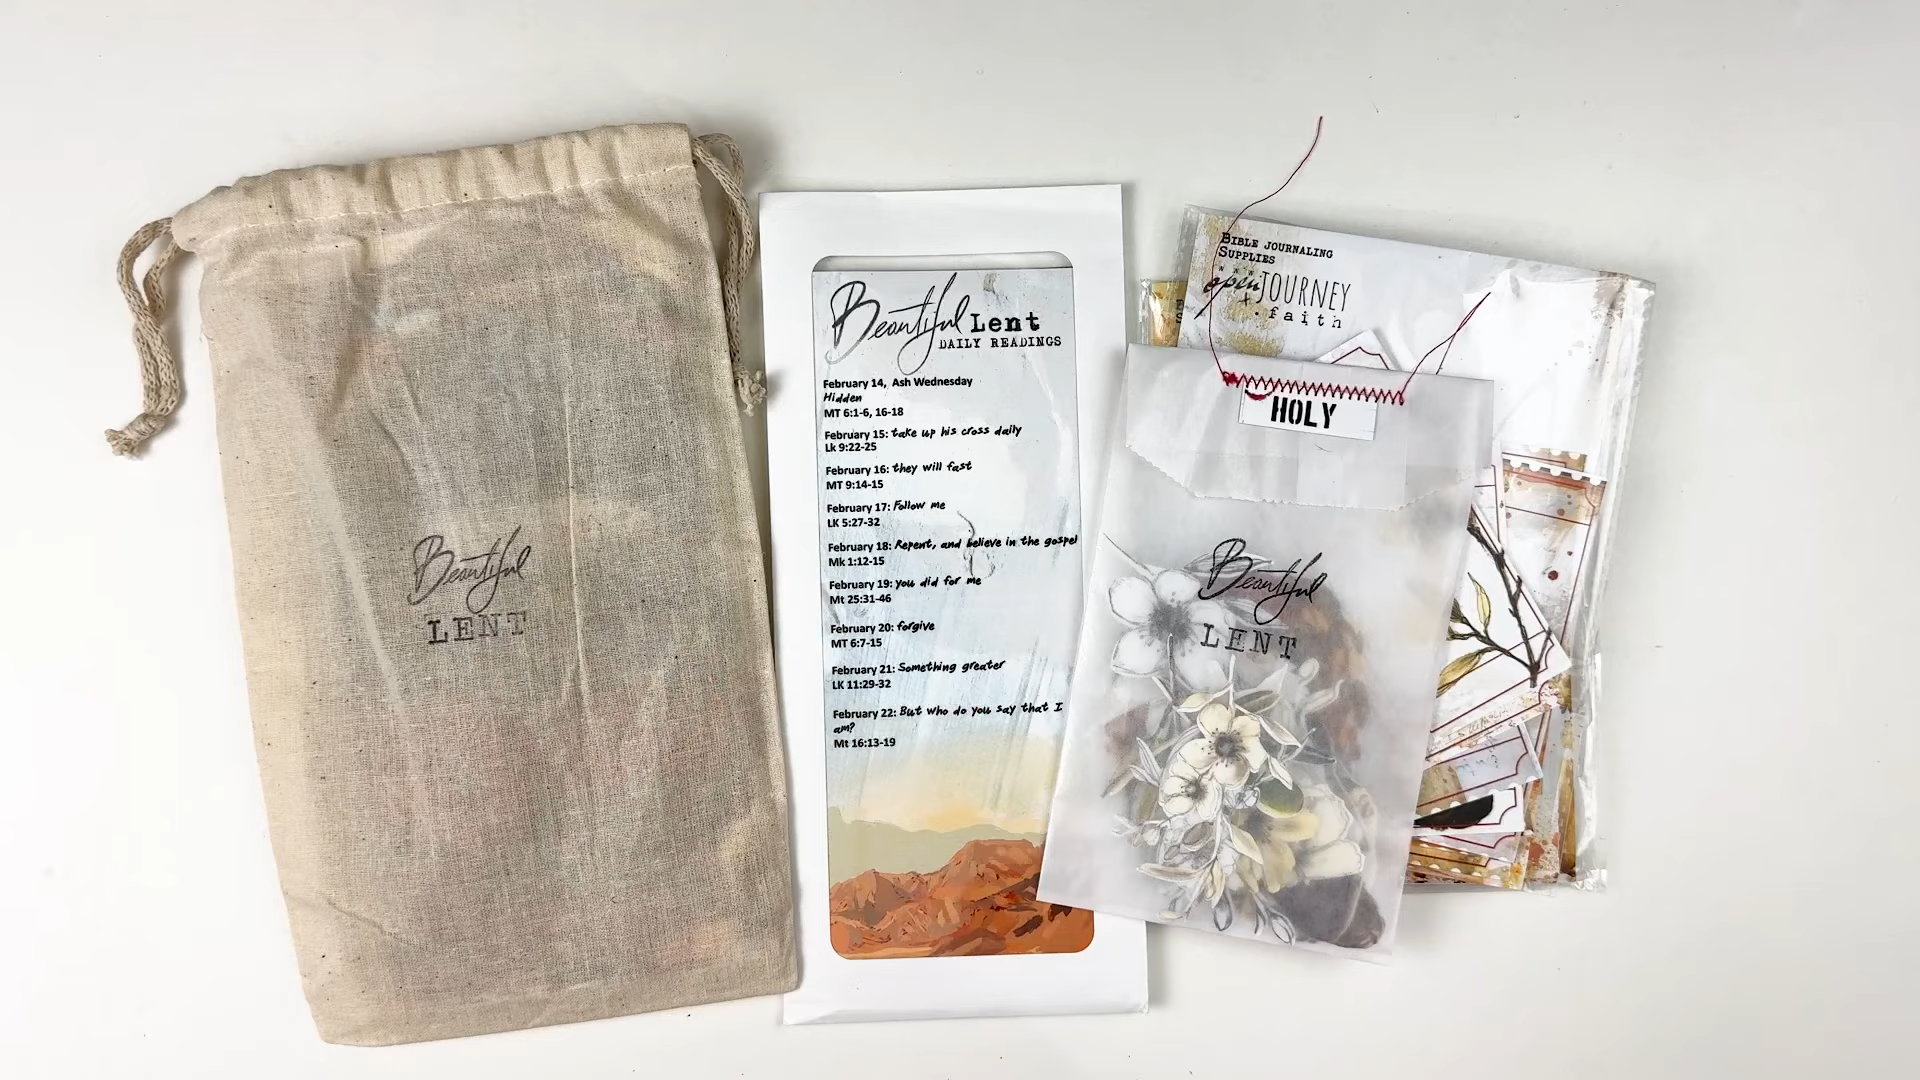 Beautiful
LENT
Beautiful Lent
DAILY READINGS
February 14, Ash Wednesday
Hidden
MT 6:1-6, 16-18
February 15: take up his cross daily
Lk 9:22-25
February 16: they will fast
MT 9:14-15
February 17: Follow me
LK 5:27-32
February 18: Repent, and believe in the gospel
Mk 1:12-15
February 19: you did for me
Mt 25:31-46
February 20: forgive
MT 6:7-15
February 21: Something greater
LK 11:29-32
February 22: But who do you say that I
am?
Mt 16:13-19
BIBLE JOURNALING
SUPPLIES
www.
open JOURNEY
+ . faith
HOLY
Beautiful
LENT